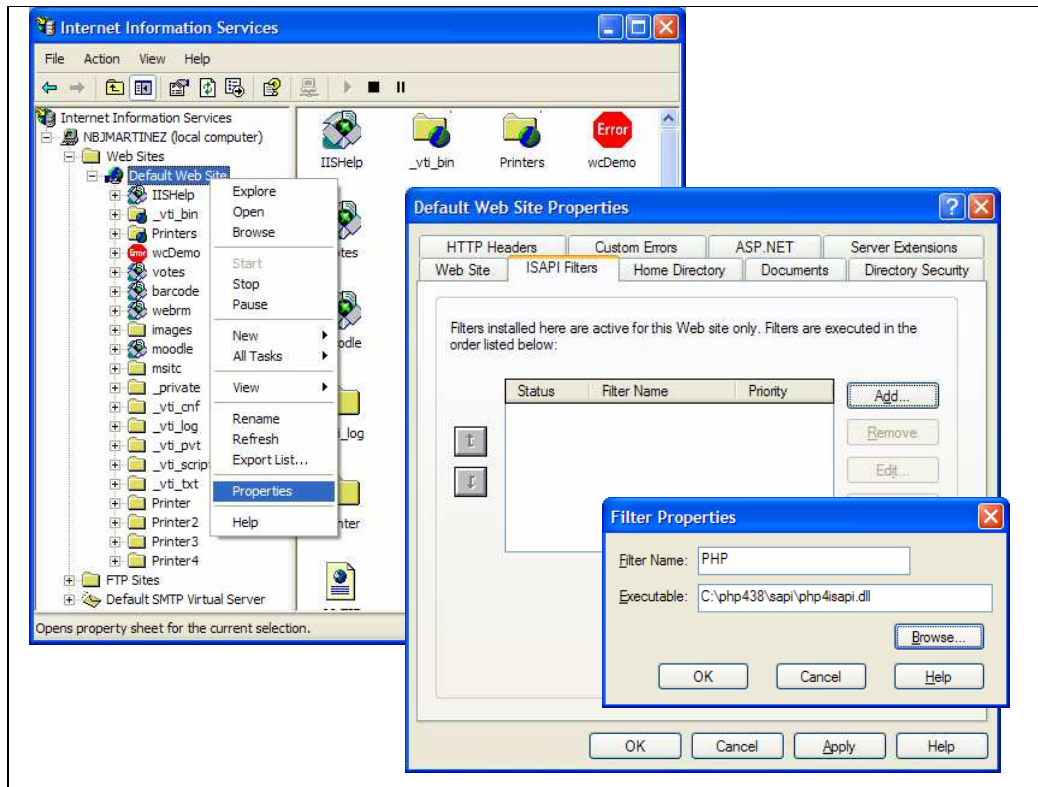 Internet Information Services
File Action View Help
Internet Information Services
NBJMARTINEZ (local computer)
Web Sites
Default Web Site
IISHelp
_vti_bin
Printers
wcDemo
votes
barcode
webrm
images
moodle
msitc
_private
_vti_cnf
_vti_log
_vti_pvt
_vti_script
_vti_txt
Printer
Printer2
Printer3
Printer4
FTP Sites
Default SMTP Virtual Server
Error
Explore
Open
Browse
Start
Stop
Pause
New
All Tasks
View
Rename
Refresh
Export List...
Properties
Help
IISHelp
_vti_bin
Printers
Error
wcDemo
Opens property sheet for the current selection.
Default Web Site Properties
HTTP Headers Custom Errors ASP.NET Server Extensions
Web Site ISAPI Filters Home Directory Documents Directory Security
Filters installed here are active for this Web site only. Filters are executed in the
order listed below:
Status Filter Name Priority
Add...
Remove
Edit...
Filter Properties
Filter Name: PHP
Executable: C:\php438\sapi\php4isapi.dll
Browse...
OK Cancel Help
OK Cancel Apply Help